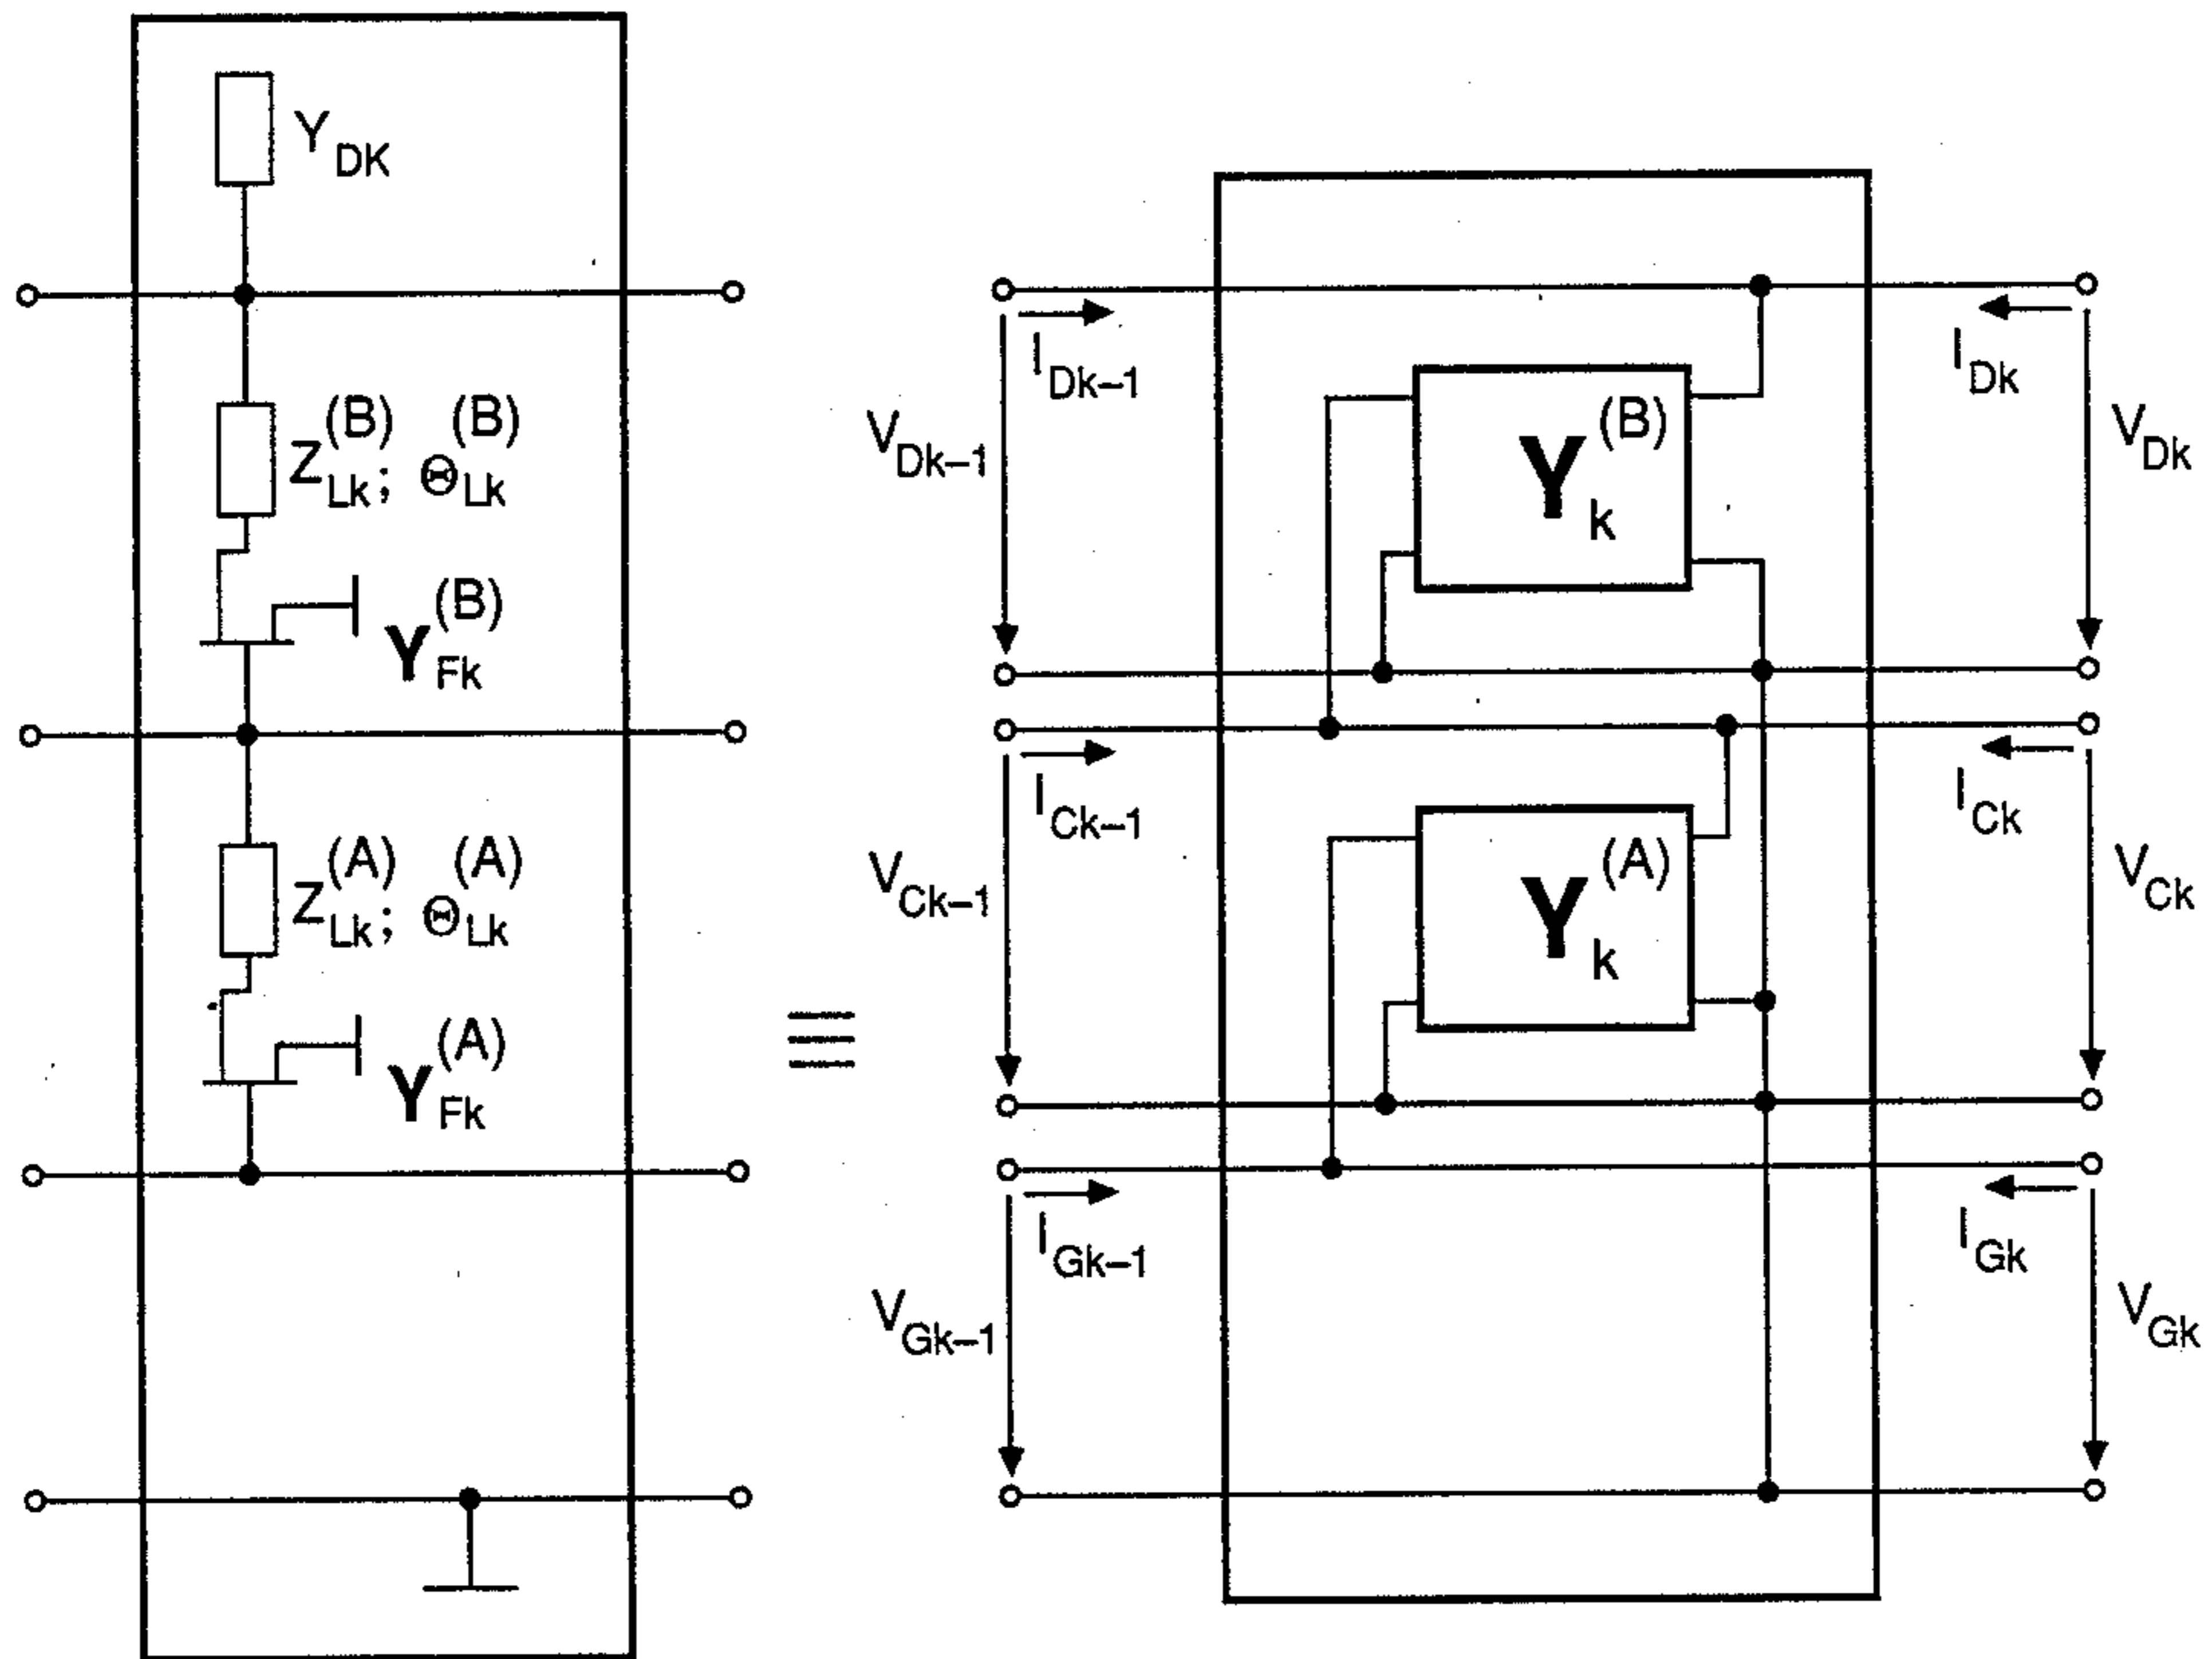 Y_DK
Z_Lk^(B); Θ_Lk^(B)
Y_Fk^(B)
Z_Lk^(A); Θ_Lk^(A)
Y_Fk^(A)
≡
I_Dk-1
I_Dk
V_Dk-1
Y_k^(B)
V_Dk
I_Ck-1
I_Ck
V_Ck-1
Y_k^(A)
V_Ck
I_Gk-1
I_Gk
V_Gk-1
V_Gk